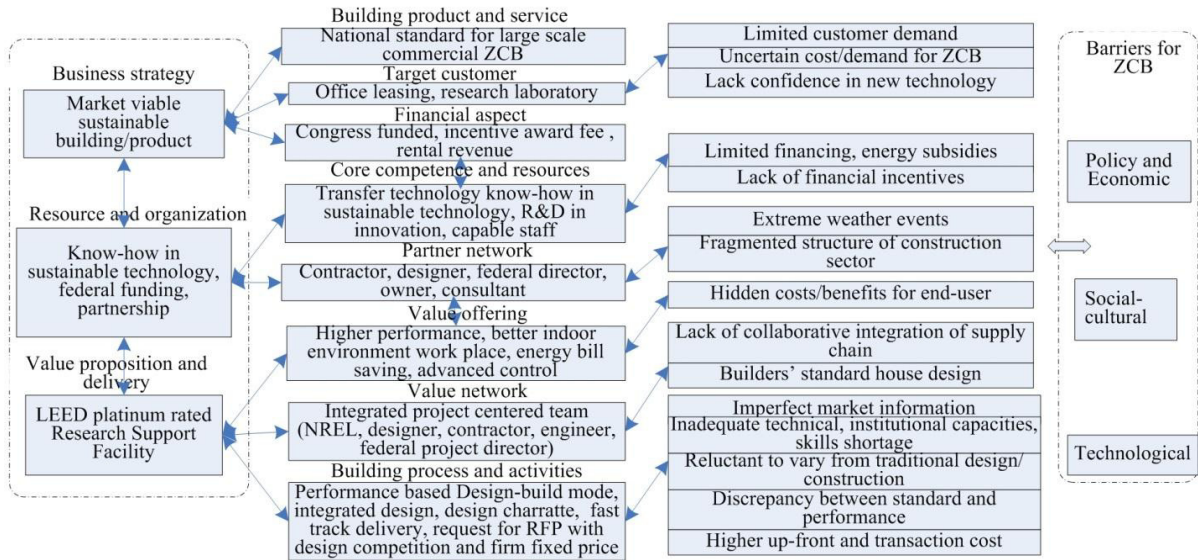 Business strategy
Market viable
sustainable
building/product
Resource and organization
Know-how in
sustainable technology,
federal funding,
partnership
Value proposition and
delivery
LEED platinum rated
Research Support
Facility
Building product and service
National standard for large scale
commercial ZCB
Target customer
Office leasing, research laboratory
Financial aspect
Congress funded, incentive award fee ,
rental revenue
Core competence and resources
Transfer technology know-how in
sustainable technology, R&D in
innovation, capable staff
Partner network
Contractor, designer, federal director,
owner, consultant
Value offering
Higher performance, better indoor
environment work place, energy bill
saving, advanced control
Value network
Integrated project centered team
(NREL, designer, contractor, engineer,
federal project director)
Building process and activities
Performance based Design-build mode,
integrated design, design charratte, fast
track delivery, request for RFP with
design competition and firm fixed price
Limited customer demand
Uncertain cost/demand for ZCB
Lack confidence in new technology
Limited financing, energy subsidies
Lack of financial incentives
Extreme weather events
Fragmented structure of construction
sector
Hidden costs/benefits for end-user
Lack of collaborative integration of supply
chain
Builders’ standard house design
Imperfect market information
Inadequate technical, institutional capacities,
skills shortage
Reluctant to vary from traditional design/
construction
Discrepancy between standard and
performance
Higher up-front and transaction cost
Barriers for
ZCB
Policy and
Economic
Social-
cultural
Technological